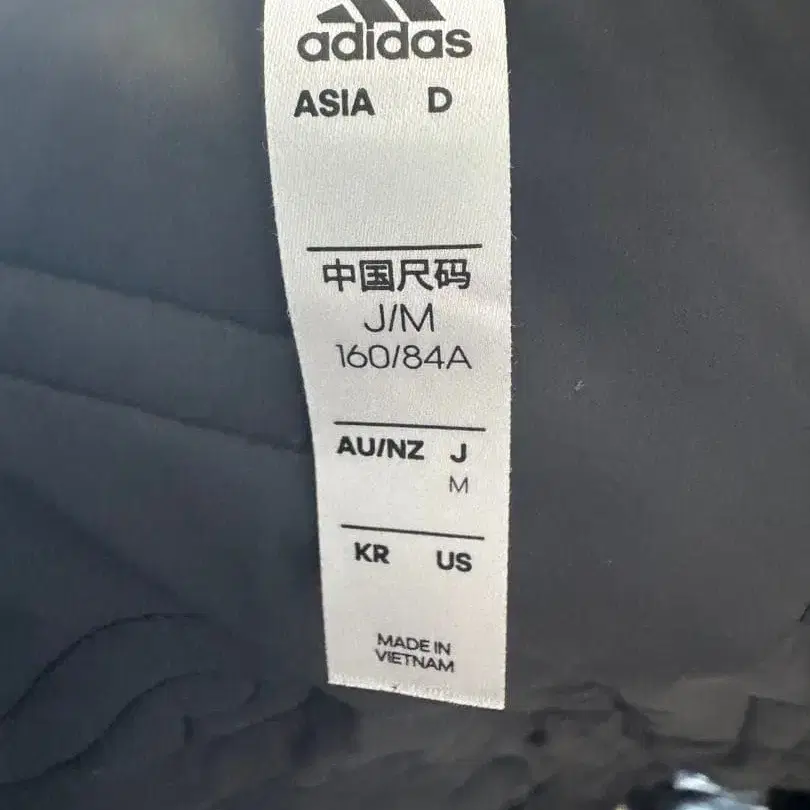 adidas
ASIA D
中国尺码
J/M
160/84A
AU/NZ J
M
KR US
MADE IN
VIETNAM